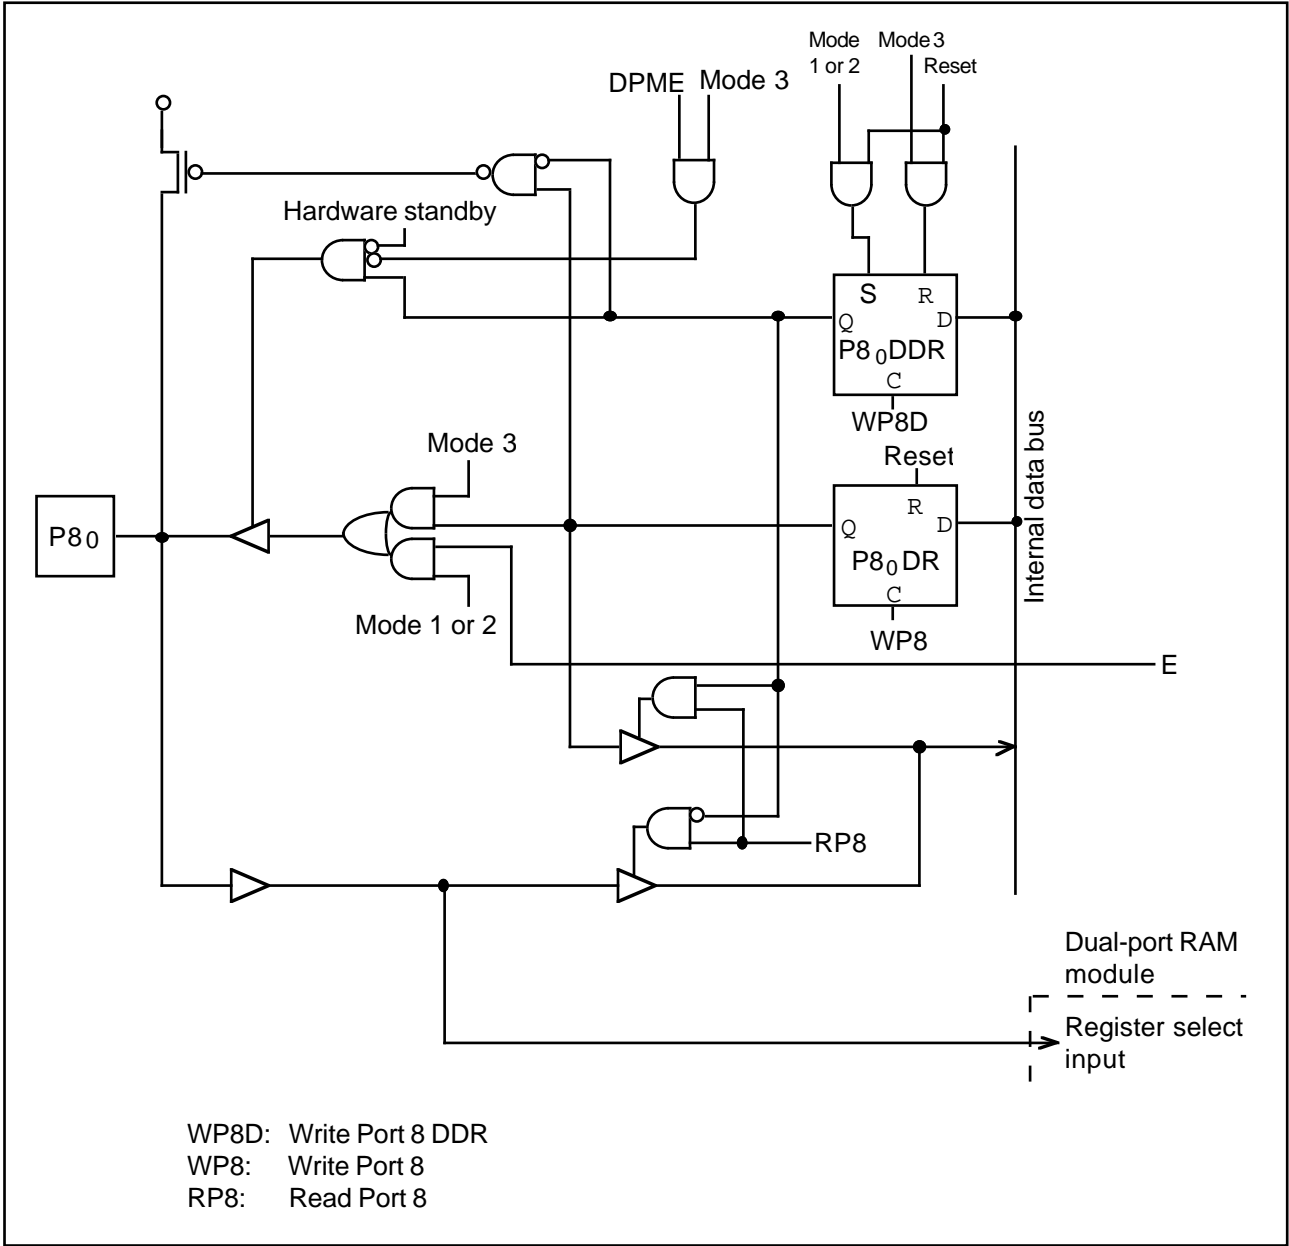 Mode
1 or 2
Mode 3
Reset
DPME
Mode 3
Hardware standby
S
R
Q
D
P80DDR
C
WP8D
Reset
Mode 3
R
Q
D
P80DR
C
WP8
P80
Mode 1 or 2
Internal data bus
E
RP8
Dual-port RAM
module
Register select
input
WP8D: Write Port 8 DDR
WP8: Write Port 8
RP8: Read Port 8